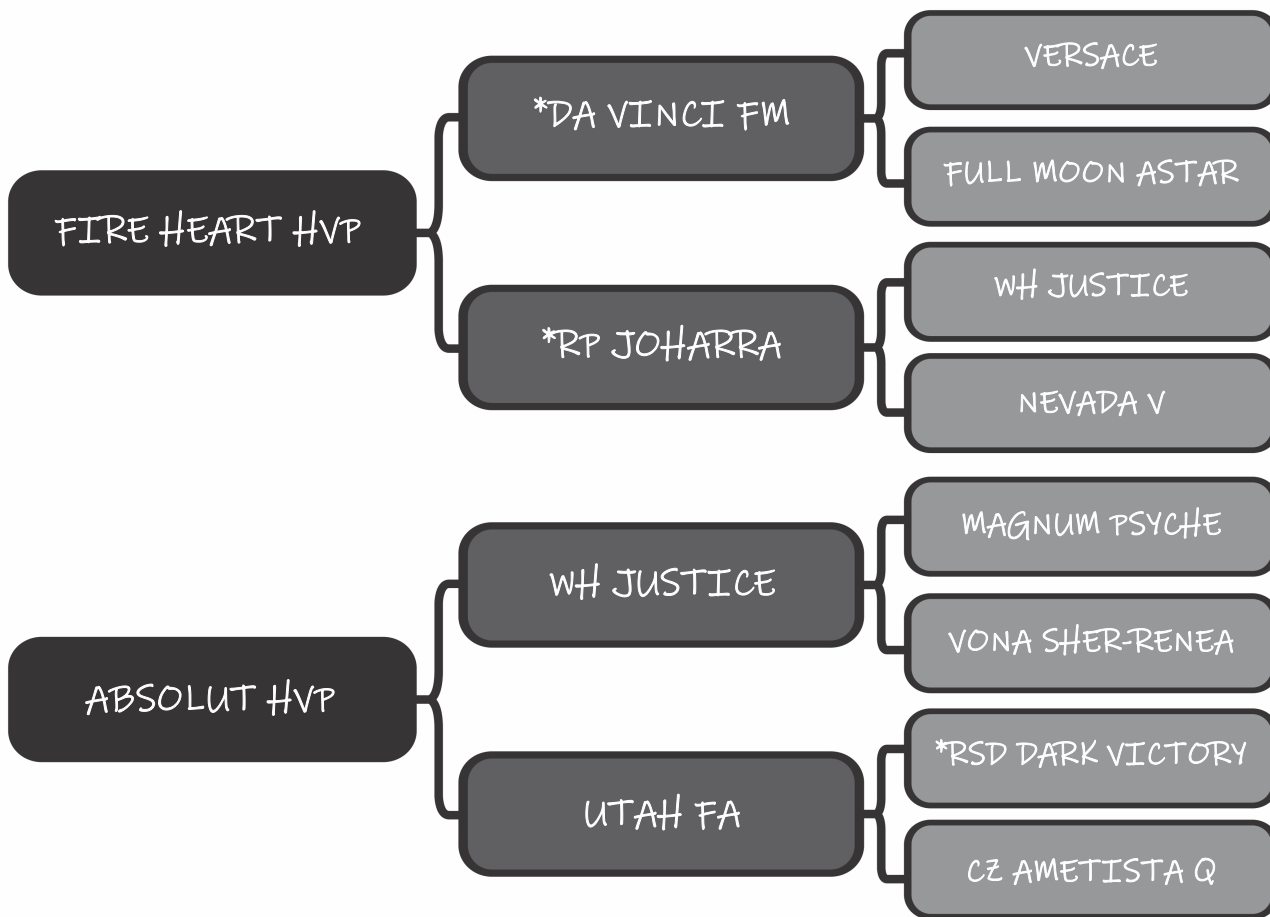 VERSACE
*DA VINCI FM
FULL MOON ASTAR
FIRE HEART HVP
WH JUSTICE
*RP JOHARRA
NEVADA V
MAGNUM PSYCHE
WH JUSTICE
VONA SHER-RENEA
ABSOLUT HVP
*RSD DARK VICTORY
UTAH FA
CZ AMETISTA Q